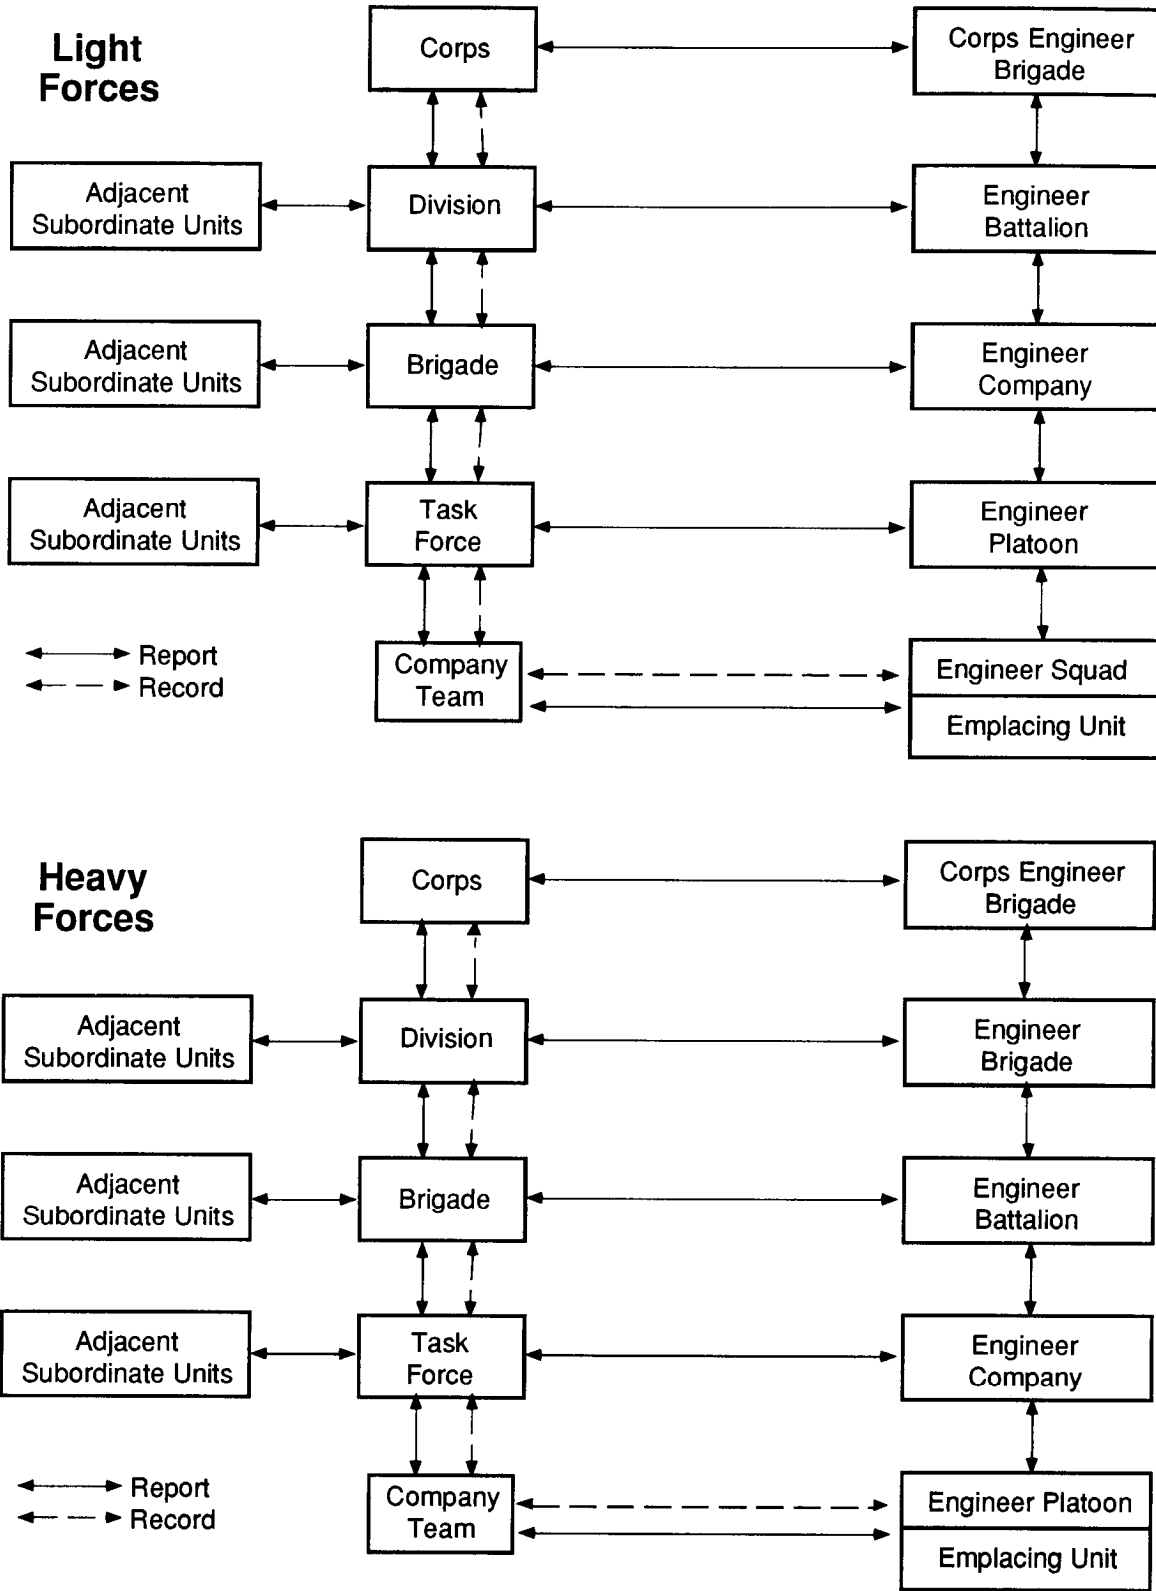 Light
Forces
Corps
Corps Engineer
Brigade
Adjacent
Subordinate Units
Division
Engineer
Battalion
Adjacent
Subordinate Units
Brigade
Engineer
Company
Adjacent
Subordinate Units
Task
Force
Engineer
Platoon
Report
Record
Company
Team
Engineer Squad
Emplacing Unit
Heavy
Forces
Corps
Corps Engineer
Brigade
Adjacent
Subordinate Units
Division
Engineer
Brigade
Adjacent
Subordinate Units
Brigade
Engineer
Battalion
Adjacent
Subordinate Units
Task
Force
Engineer
Company
Report
Record
Company
Team
Engineer Platoon
Emplacing Unit